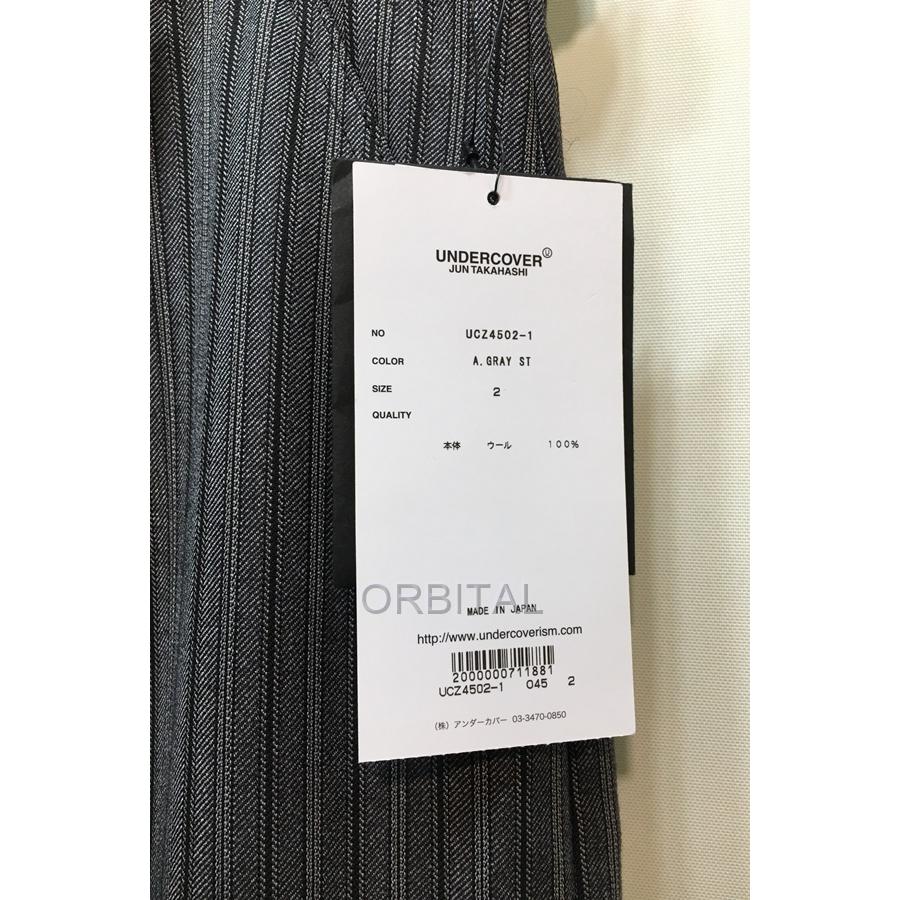 UNDERCOVER Ⓤ
JUN TAKAHASHI
NO UCZ4502-1
COLOR A.GRAY ST
SIZE 2
QUALITY
本体 ウール 100%
ORBITAL
MADE IN JAPAN
http://www.undercoverism.com
2000000711881
UCZ4502-1 045 2
(株) アンダーカバー 03-3470-0850